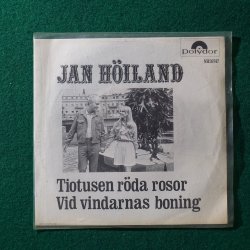 Polydor
JAN HÖILAND
Tiotusen röda rosor
Vid vindarnas boning